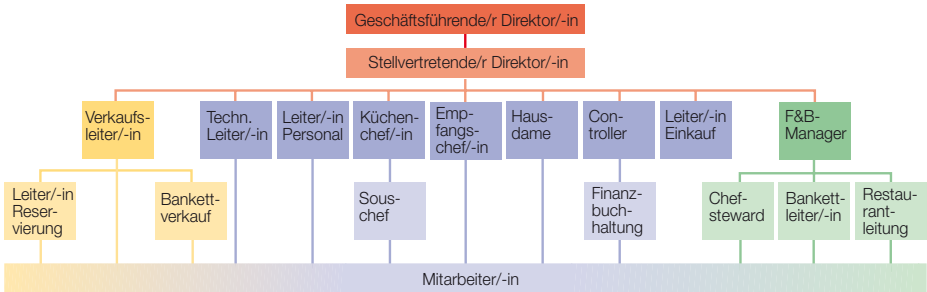 Geschäftsführende/r Direktor/-in
Stellvertretende/r Direktor/-in
Verkaufs-
leiter/-in
Techn.
Leiter/-in
Leiter/-in
Personal
Küchen-
chef/-in
Emp-
fangs-
chef/-in
Haus-
dame
Con-
troller
Leiter/-in
Einkauf
F&B-
Manager
Leiter/-in
Reser-
vierung
Bankett-
verkauf
Sous-
chef
Finanz-
buch-
haltung
Chef-
steward
Bankett-
leiter/-in
Restau-
rant-
leitung
Mitarbeiter/-in